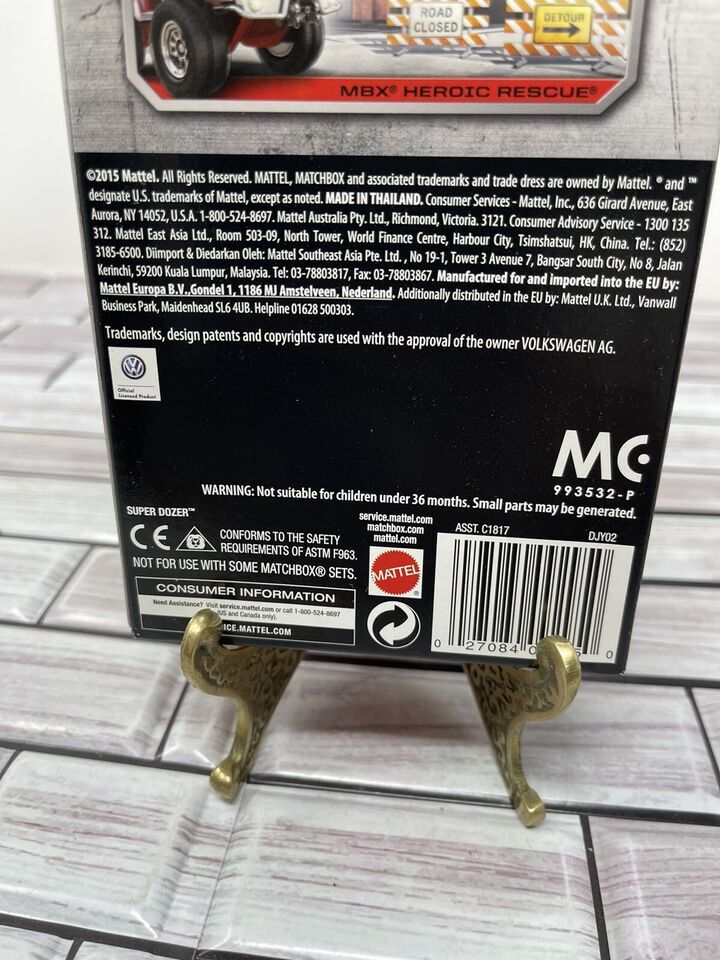 ROAD
CLOSED
DETOUR
MBX® HEROIC RESCUE®
©2015 Mattel. All Rights Reserved. MATTEL, MATCHBOX and associated trademarks and trade dress are owned by Mattel. ® and ™
designate U.S. trademarks of Mattel, except as noted. MADE IN THAILAND. Consumer Services - Mattel, Inc., 636 Girard Avenue, East
Aurora, NY 14052, U.S.A. 1-800-524-8697. Mattel Australia Pty. Ltd., Richmond, Victoria. 3121. Consumer Advisory Service - 1300 135
312. Mattel East Asia Ltd., Room 503-09, North Tower, World Finance Centre, Harbour City, Tsimshatsui, HK, China. Tel.: (852)
3185-6500. Diimport & Diedarkan Oleh: Mattel Southeast Asia Pte. Ltd. , No 19-1, Tower 3 Avenue 7, Bangsar South City, No 8, Jalan
Kerinchi, 59200 Kuala Lumpur, Malaysia. Tel: 03-78803817, Fax: 03-78803867. Manufactured for and imported into the EU by:
Mattel Europa B.V.,Gondel 1, 1186 MJ Amstelveen, Nederland. Additionally distributed in the EU by: Mattel U.K. Ltd., Vanwall
Business Park, Maidenhead SL6 4UB. Helpline 01628 500303.
Trademarks, design patents and copyrights are used with the approval of the owner VOLKSWAGEN AG.
Official
Licensed Product
MC
993532-P
WARNING: Not suitable for children under 36 months. Small parts may be generated.
SUPER DOZER™
CE
CONFORMS TO THE SAFETY
REQUIREMENTS OF ASTM F963.
NOT FOR USE WITH SOME MATCHBOX® SETS.
service.mattel.com
matchbox.com
mattel.com
MATTEL®
ASST. C1817
DJY02
CONSUMER INFORMATION
Need Assistance? Visit service.mattel.com or call 1-800-524-8697
(US and Canada only).
ICE.MATTEL.COM
0 27084 0 5 0